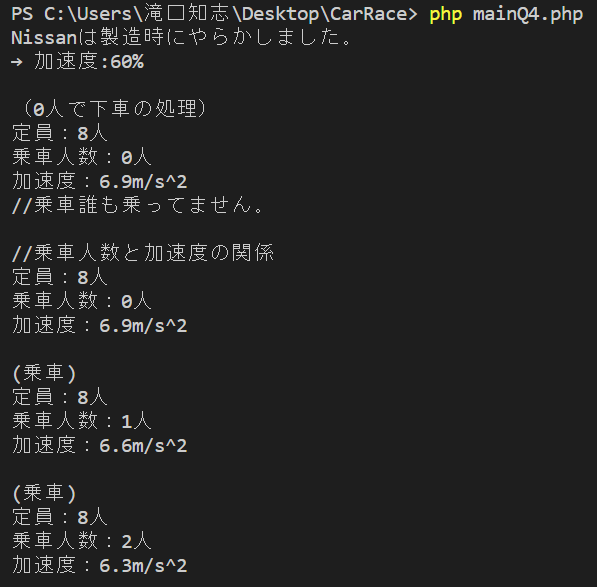 PS C:\Users\滝口知志\Desktop\CarRace> php mainQ4.php
Nissanは製造時にやらかしました。
→ 加速度:60%
（0人で下車の処理）
定員：8人
乗車人数：0人
加速度：6.9m/s^2
//乗車誰も乗ってません。
//乗車人数と加速度の関係
定員：8人
乗車人数：0人
加速度：6.9m/s^2
(乗車)
定員：8人
乗車人数：1人
加速度：6.6m/s^2
(乗車)
定員：8人
乗車人数：2人
加速度：6.3m/s^2